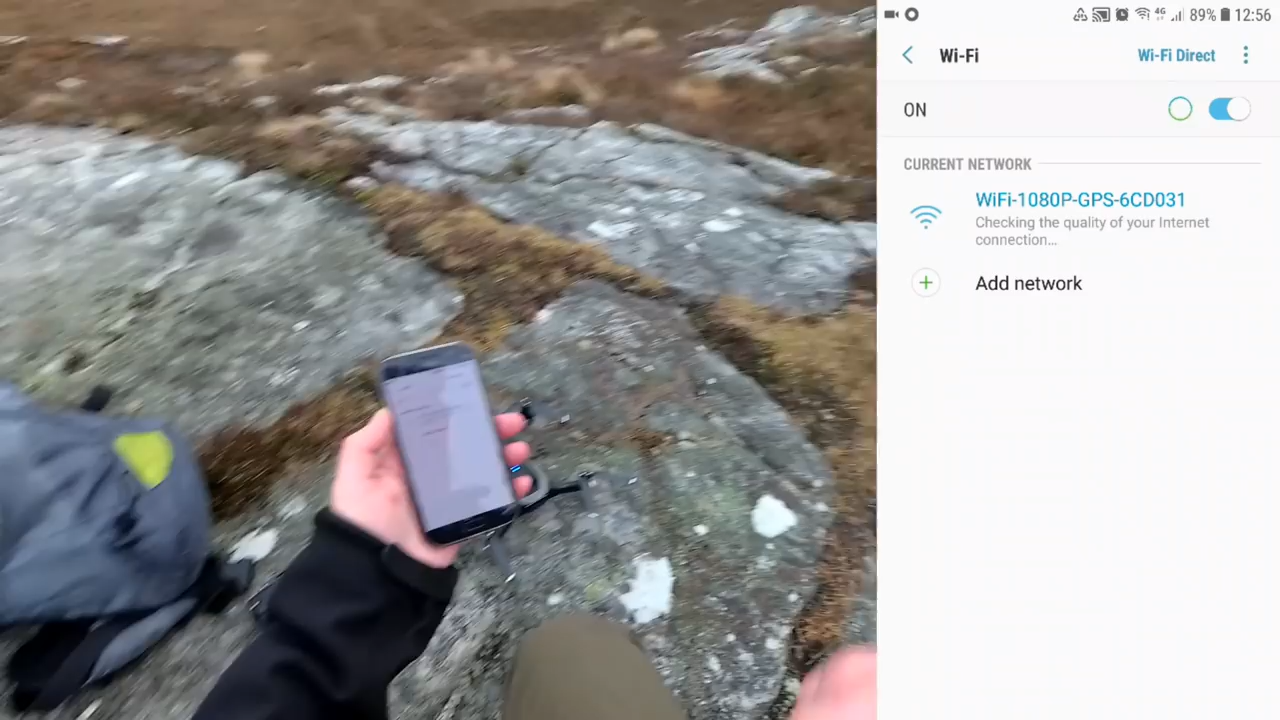 4G 89% 12:56
Wi-Fi Wi-Fi Direct
ON
CURRENT NETWORK
WiFi-1080P-GPS-6CD031
Checking the quality of your Internet
connection...
Add network